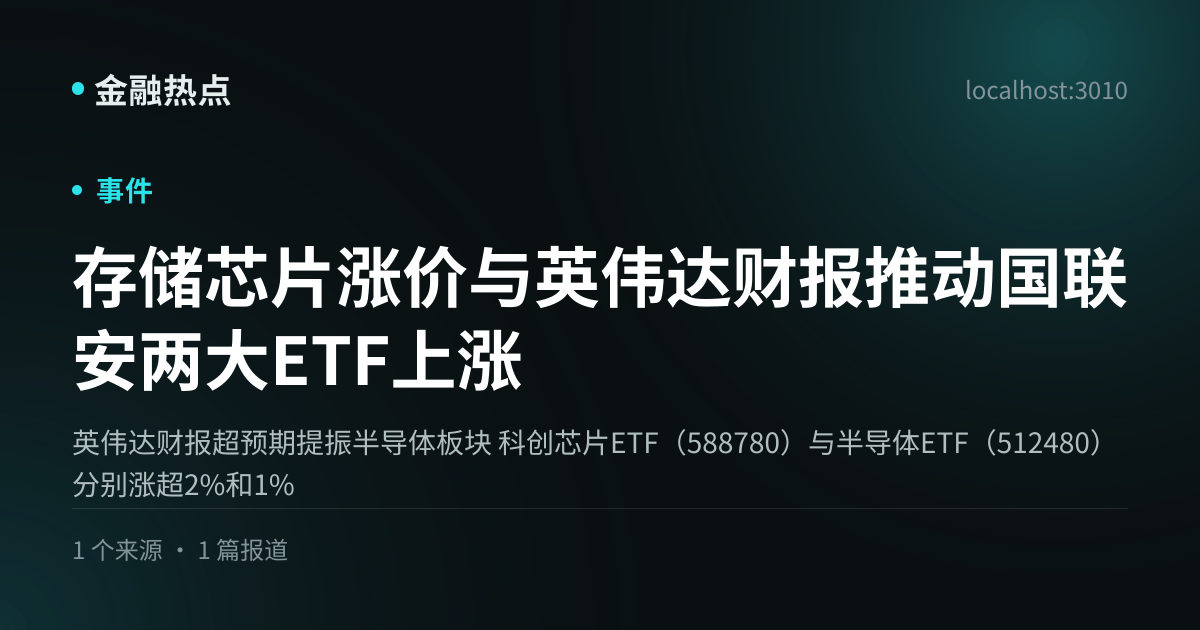 金融热点
localhost:3010
事件
存储芯片涨价与英伟达财报推动国联
安两大ETF上涨
英伟达财报超预期提振半导体板块 科创芯片ETF（588780）与半导体ETF（512480）
分别涨超2%和1%
1 个来源 · 1 篇报道